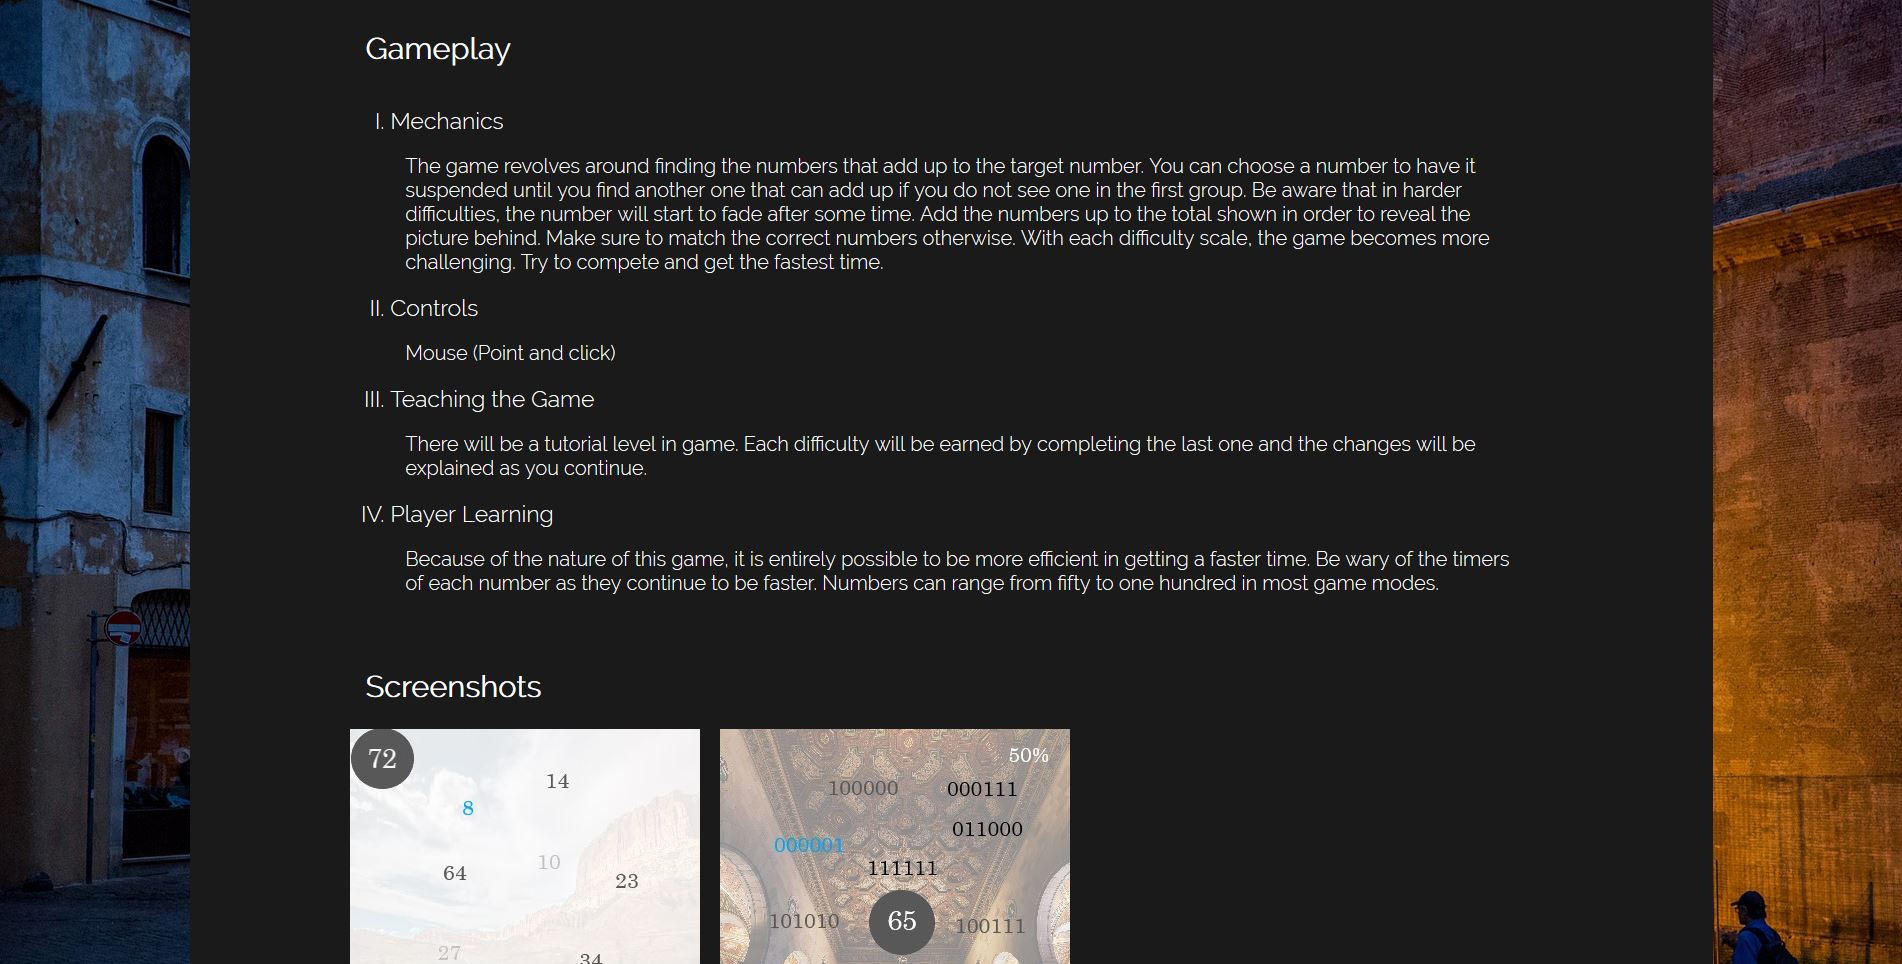 Gameplay
I. Mechanics
The game revolves around finding the numbers that add up to the target number. You can choose a number to have it
suspended until you find another one that can add up if you do not see one in the first group. Be aware that in harder
difficulties, the number will start to fade after some time. Add the numbers up to the total shown in order to reveal the
picture behind. Make sure to match the correct numbers otherwise. With each difficulty scale, the game becomes more
challenging. Try to compete and get the fastest time.
II. Controls
Mouse (Point and click)
III. Teaching the Game
There will be a tutorial level in game. Each difficulty will be earned by completing the last one and the changes will be
explained as you continue.
IV. Player Learning
Because of the nature of this game, it is entirely possible to be more efficient in getting a faster time. Be wary of the timers
of each number as they continue to be faster. Numbers can range from fifty to one hundred in most game modes.
Screenshots
72
14
8
10
64
23
27
34
50%
100000
000111
011000
000001
111111
101010
65
100111